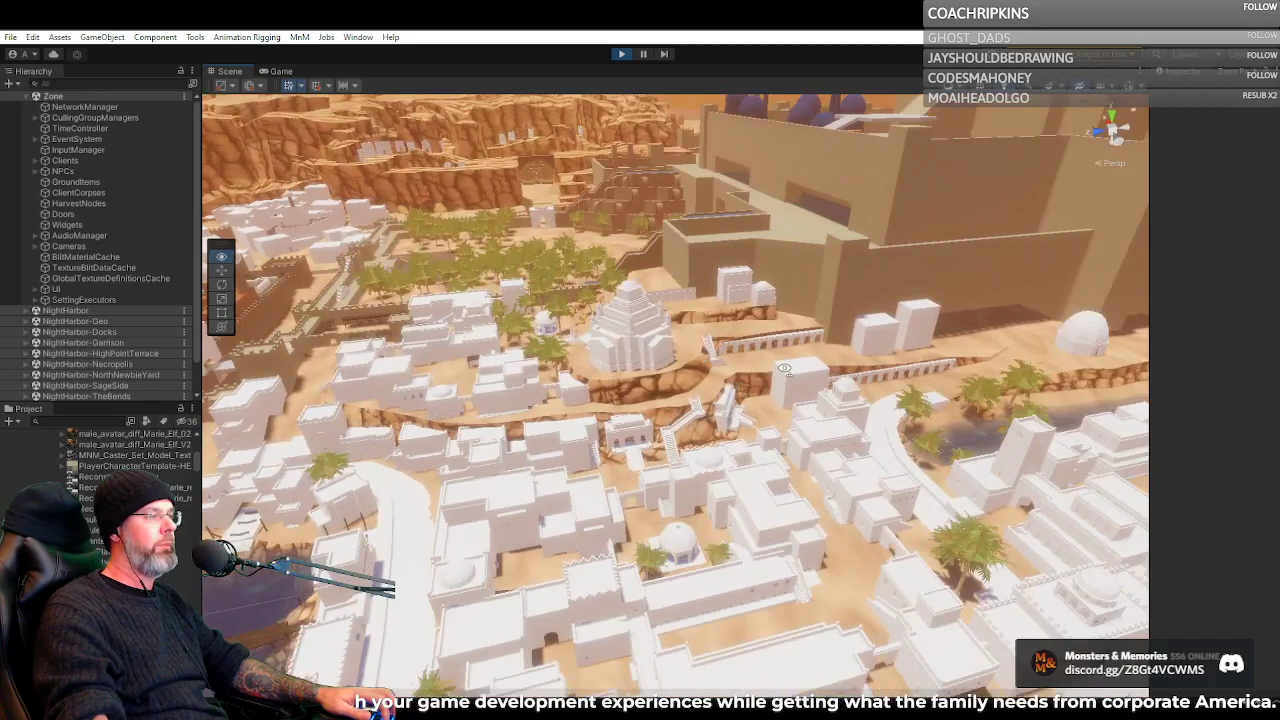 COACHRIPKINS FOLLOW
GHOST_DADS FOLLOW
JAYSHOULDBEDRAWING FOLLOW
CODESMAHONEY FOLLOW
MOAIHEADOLGO RESUB X2
File Edit Assets GameObject Component Tools Animation Rigging MnM Jobs Window Help
A
Hierarchy
Scene Game
All
Zone
NetworkManager
CullingGroupManagers
TimeController
EventSystem
InputManager
Clients
NPCs
GroundItems
ClientCorpses
HarvestNodes
Doors
Widgets
AudioManager
Cameras
BlitMaterialCache
TextureBlitDataCache
GlobalTextureDefinitionsCache
UI
SettingExecutors
NightHarbor
NightHarbor-Geo
NightHarbor-Docks
NightHarbor-Garrison
NightHarbor-HighPointTerrace
NightHarbor-Necropolis
NightHarbor-NorthNewbieYard
NightHarbor-SageSide
NightHarbor-TheBends
Project
36
male_avatar_diff_Marie_Elf_02
male_avatar_diff_Marie_Elf_V2
MNM_Caster_Set_Model_Text
PlayerCharacterTemplate-HE
Persp
Monsters & Memories 556 ONLINE
discord.gg/Z8Gt4VCWMS
h your game development experiences while getting what the family needs from corporate America.